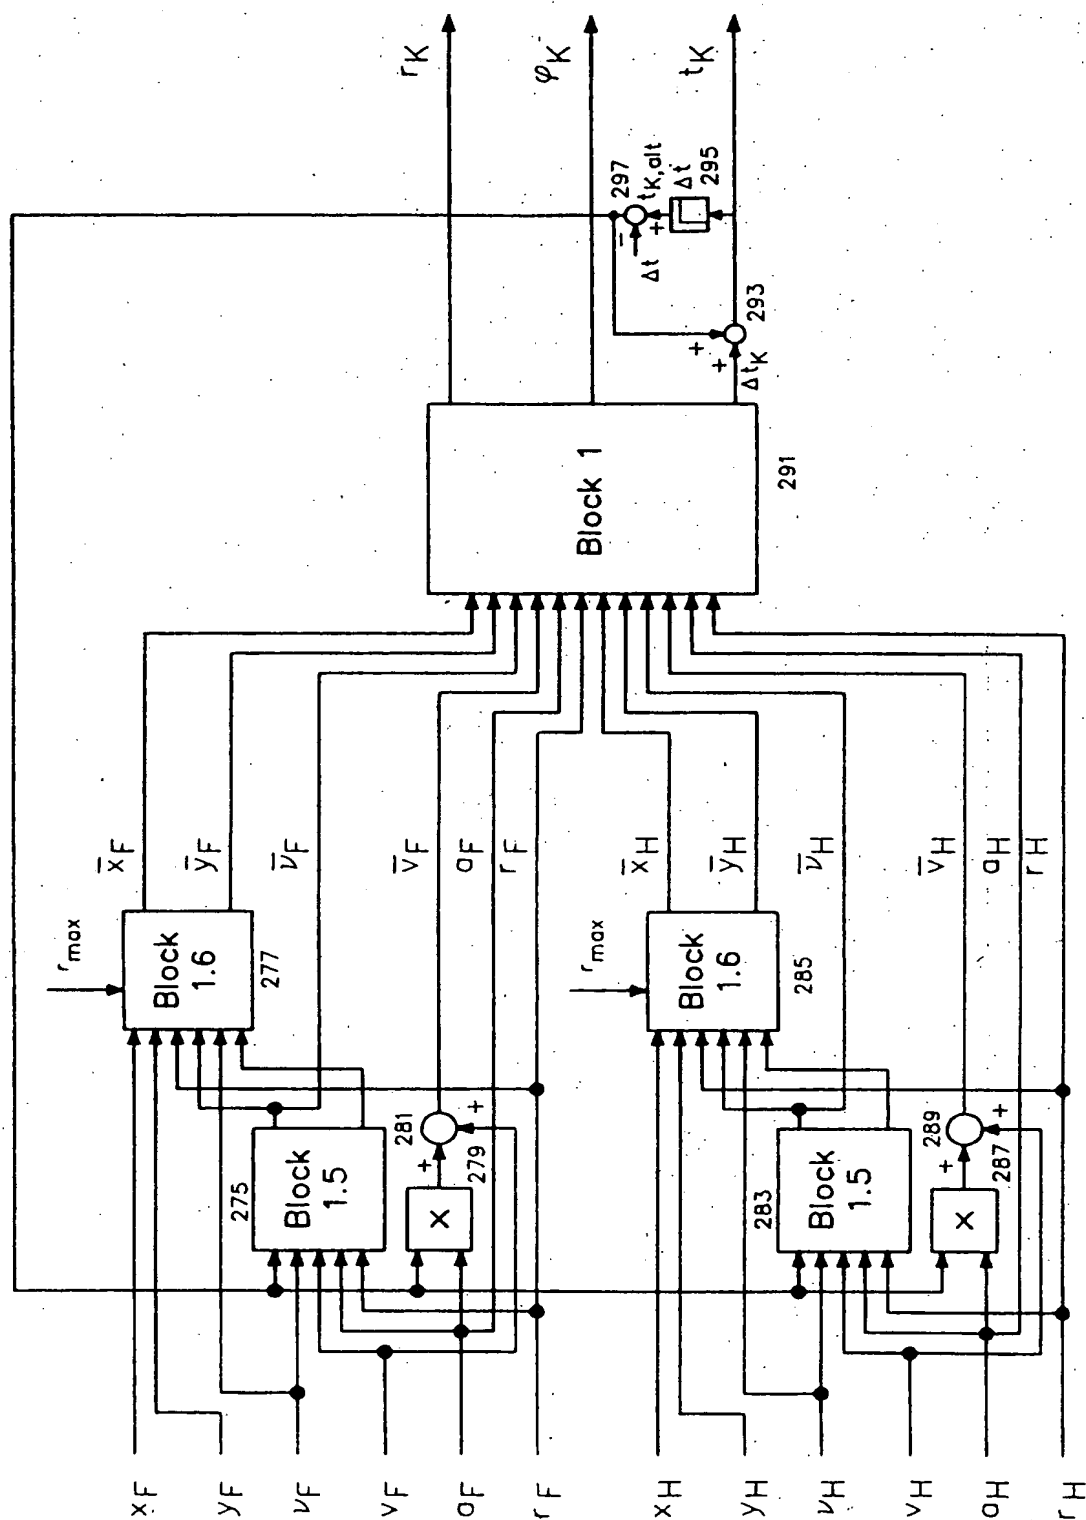 r_K
φ_K
t_K
297
t_K,alt
Δt
295
−
+
Δt
293
+
+
Δt_K
Block 1
291
x̄_F
ȳ_F
ν̄_F
v̄_F
a_F
r_F
x̄_H
ȳ_H
ν̄_H
v̄_H
a_H
r_H
r_max
Block
1.6
277
r_max
Block
1.6
285
275
Block
1.5
281
+
+
279
X
283
Block
1.5
289
+
+
287
X
x_F
y_F
ν_F
v_F
a_F
r_F
x_H
y_H
ν_H
v_H
a_H
r_H